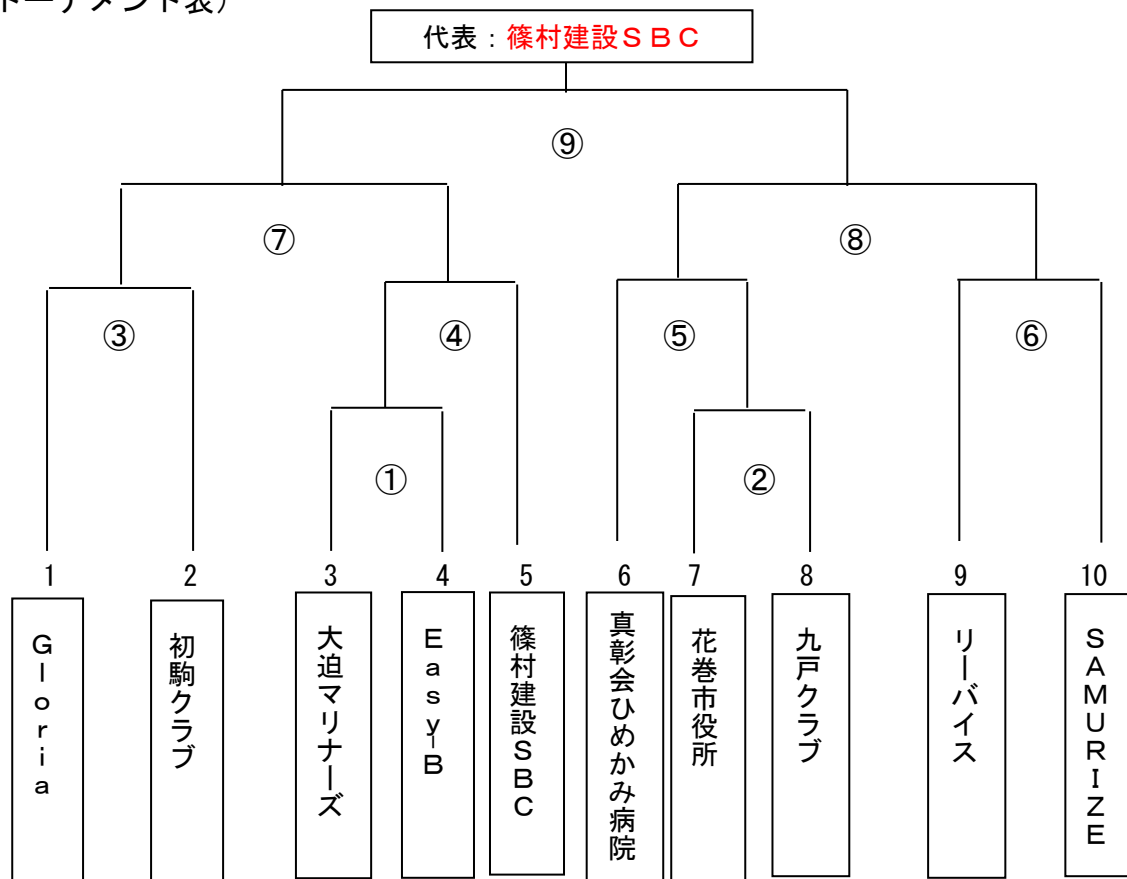 トーナメント表）
代表：篠村建設ＳＢＣ
⑨
⑦
⑧
③
④
⑤
⑥
①
②
1
2
3
4
5
6
7
8
9
10
Ｇｌｏｒｉａ
初駒クラブ
大迫マリナーズ
Ｅａｓｙ－Ｂ
篠村建設ＳＢＣ
真彰会ひめかみ病院
花巻市役所
九戸クラブ
リーバイス
ＳＡＭＵＲＩＺＥ